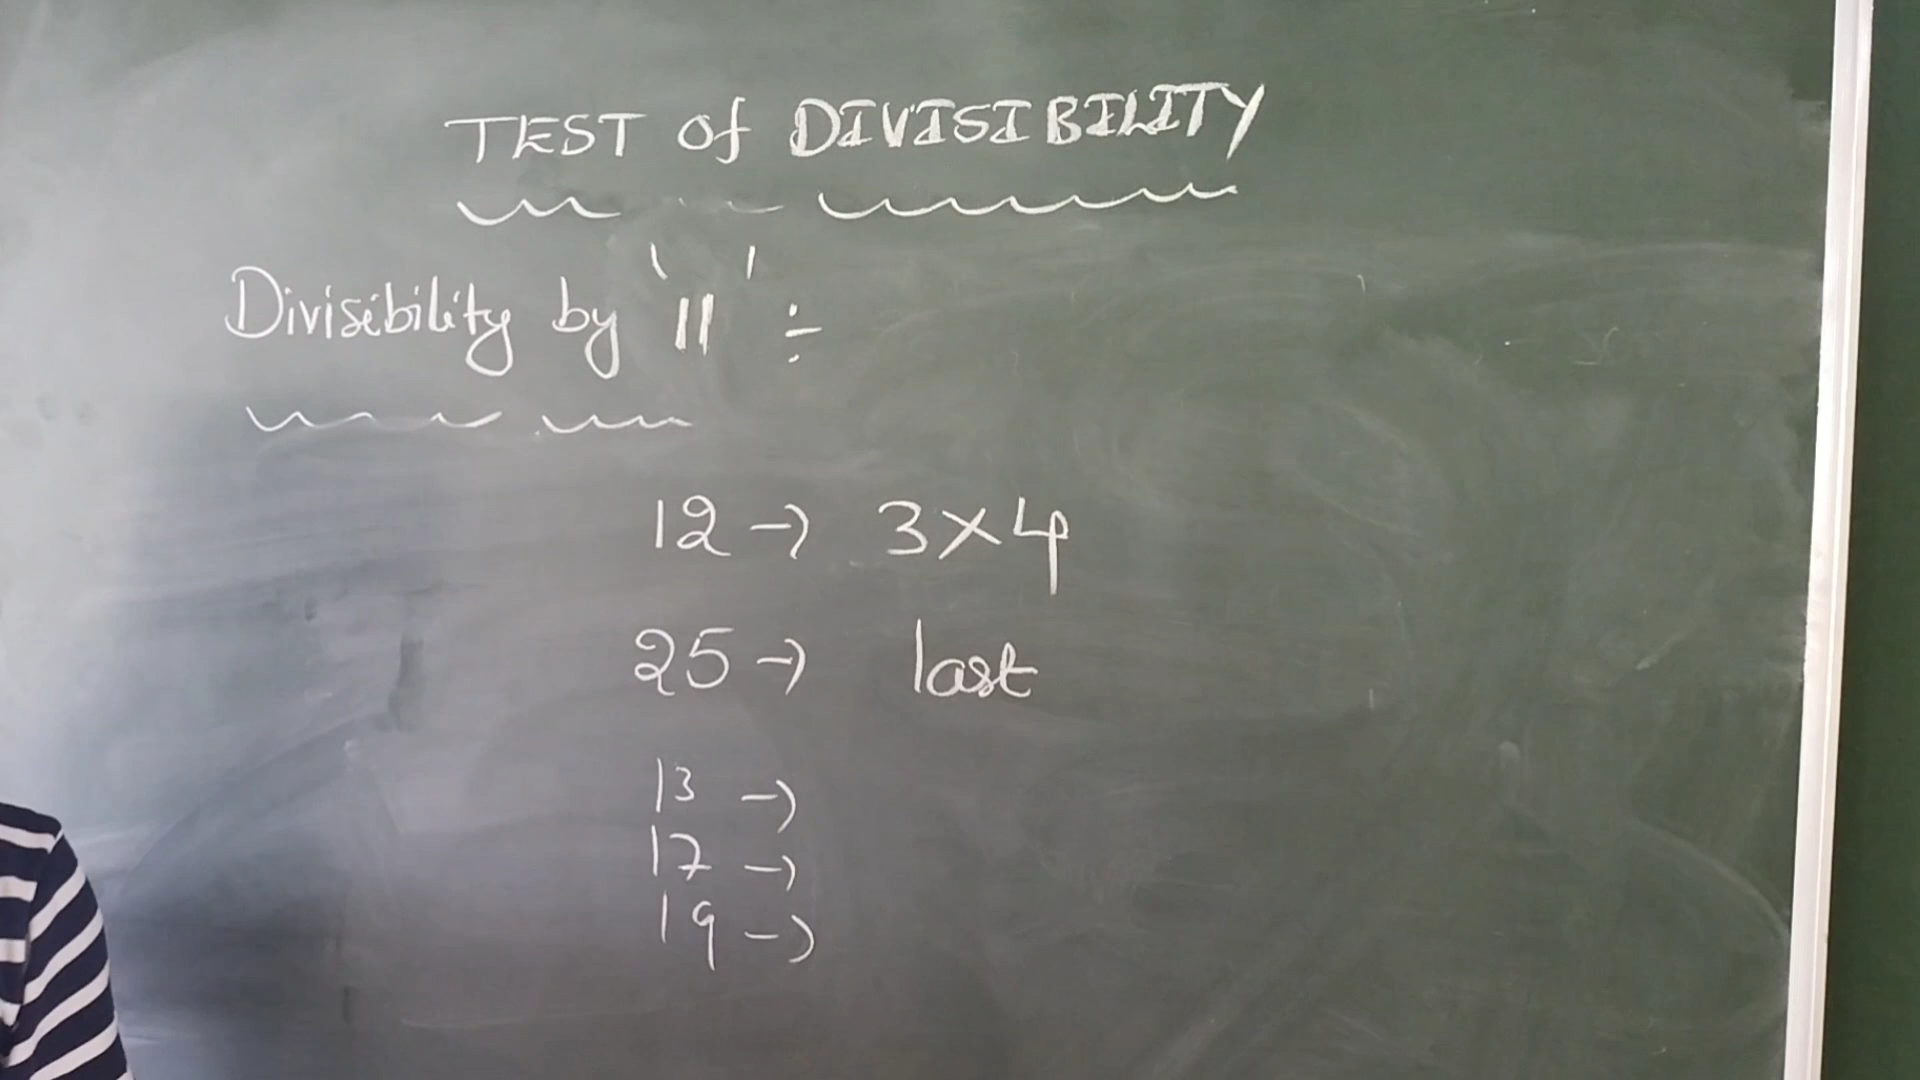 TEST of DIVISIBILITY
Divisibility by "11" ÷
12 → 3×4
25 → last
13 →
17 →
19 →